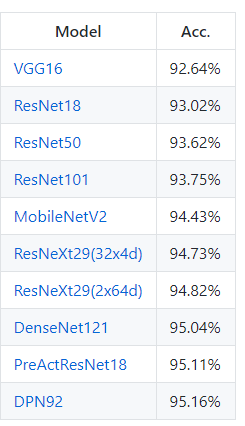 Model Acc.
VGG16 92.64%
ResNet18 93.02%
ResNet50 93.62%
ResNet101 93.75%
MobileNetV2 94.43%
ResNeXt29(32x4d) 94.73%
ResNeXt29(2x64d) 94.82%
DenseNet121 95.04%
PreActResNet18 95.11%
DPN92 95.16%